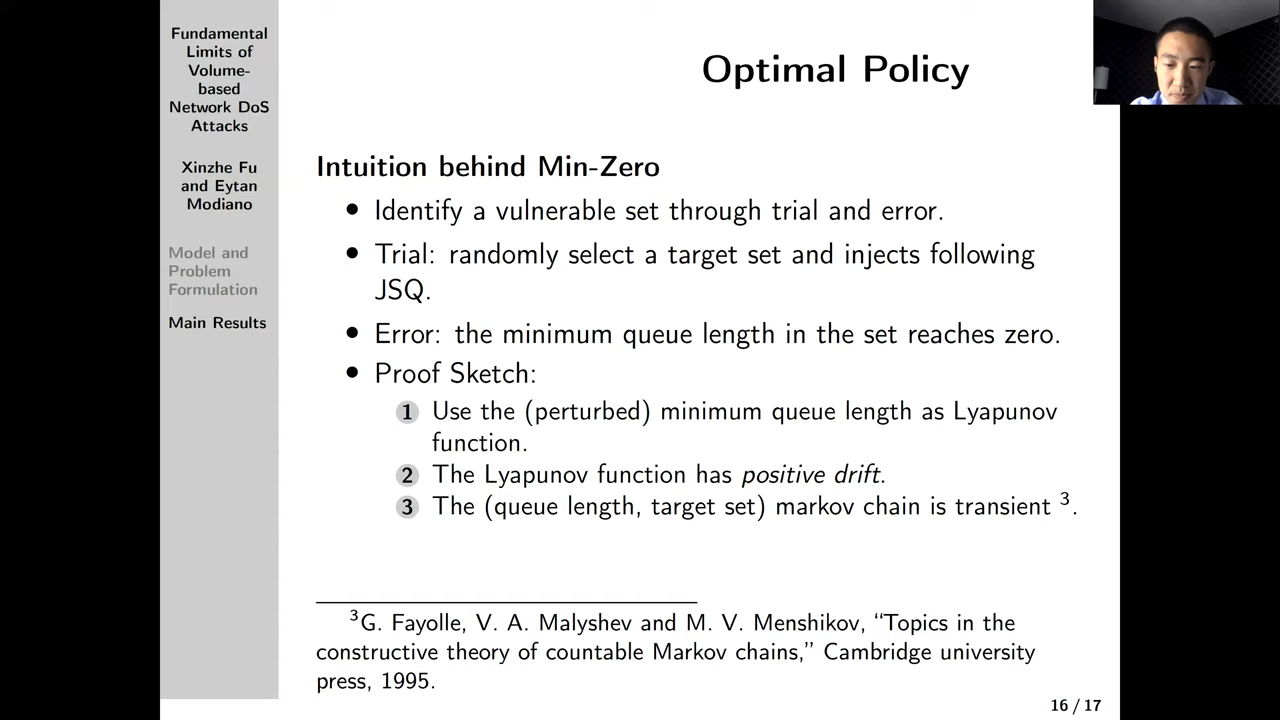 Fundamental
Limits of
Volume-
based
Network DoS
Attacks
Xinzhe Fu
and Eytan
Modiano
Model and
Problem
Formulation
Main Results
Optimal Policy
Intuition behind Min-Zero
• Identify a vulnerable set through trial and error.
• Trial: randomly select a target set and injects following
JSQ.
• Error: the minimum queue length in the set reaches zero.
• Proof Sketch:
1 Use the (perturbed) minimum queue length as Lyapunov
function.
2 The Lyapunov function has positive drift.
3 The (queue length, target set) markov chain is transient ³.
³G. Fayolle, V. A. Malyshev and M. V. Menshikov, “Topics in the
constructive theory of countable Markov chains,” Cambridge university
press, 1995.
16 / 17